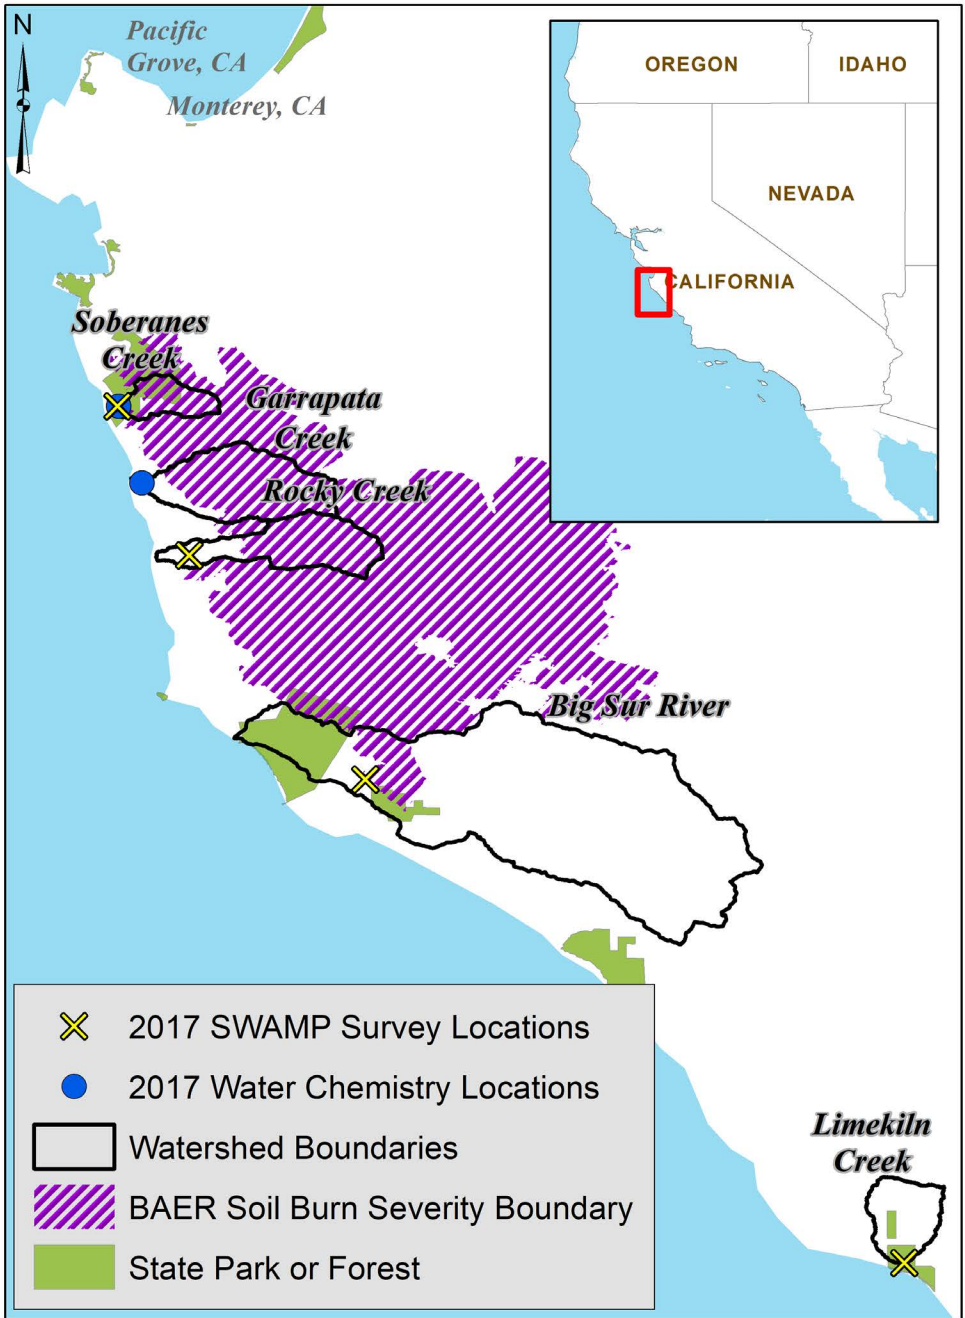 N
Pacific
Grove, CA
Monterey, CA
OREGON
IDAHO
NEVADA
CALIFORNIA
Soberanes
Creek
Garrapata
Creek
Rocky Creek
Big Sur River
Limekiln
Creek
2017 SWAMP Survey Locations
2017 Water Chemistry Locations
Watershed Boundaries
BAER Soil Burn Severity Boundary
State Park or Forest